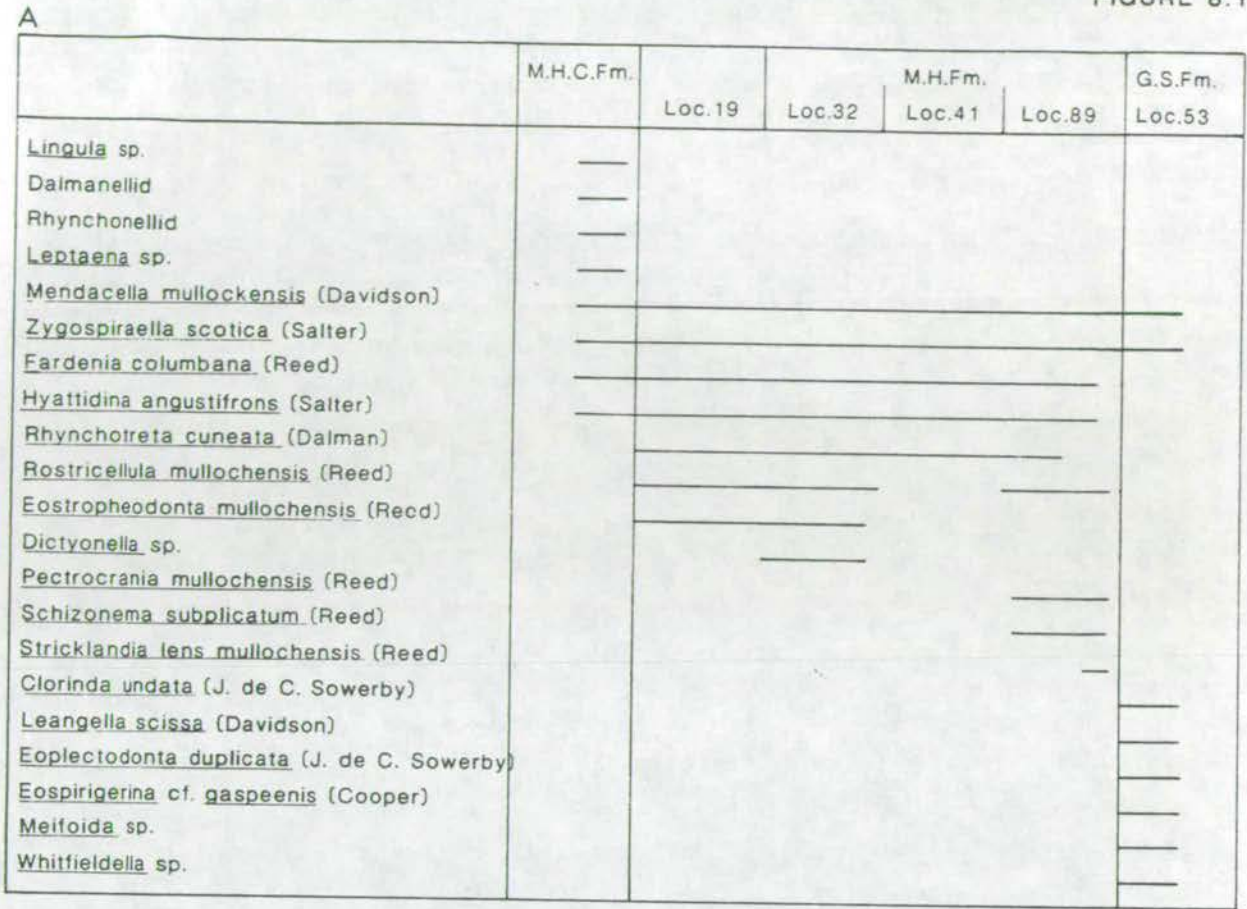 FIGURE 8.1
A
M.H.C.Fm. M.H.Fm. G.S.Fm.
Loc.19 Loc.32 Loc.41 Loc.89 Loc.53
Lingula sp.
Dalmanellid
Rhynchonellid
Leptaena sp.
Mendacella mullockensis (Davidson)
Zygospiraella scotica (Salter)
Fardenia columbana (Reed)
Hyattidina angustifrons (Salter)
Rhynchotreta cuneata (Dalman)
Rostricellula mullochensis (Reed)
Eostropheodonta mullochensis (Reed)
Dictyonella sp.
Pectrocrania mullochensis (Reed)
Schizonema subplicatum (Reed)
Stricklandia lens mullochensis (Reed)
Clorinda undata (J. de C. Sowerby)
Leangella scissa (Davidson)
Eoplectodonta duplicata (J. de C. Sowerby)
Eospirigerina cf. gaspeenis (Cooper)
Meifoida sp.
Whitfieldella sp.